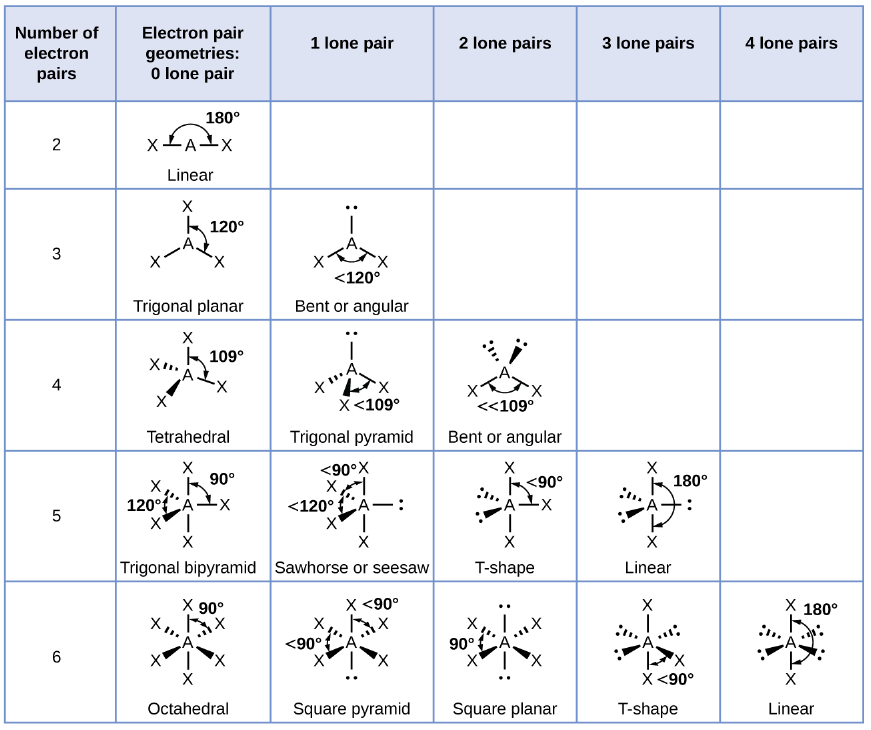 Number of
electron
pairs
Electron pair
geometries:
0 lone pair
1 lone pair
2 lone pairs
3 lone pairs
4 lone pairs
2
180°
X A X
Linear
3
X
120°
A
X X
Trigonal planar
A
X X
<120°
Bent or angular
4
X
109°
X
A
X
X
Tetrahedral
A
X X
X <109°
Trigonal pyramid
A
X X
<<109°
Bent or angular
5
X
90°
X
120° A X
X
X
Trigonal bipyramid
<90° X
X
<120° A
X
X
Sawhorse or seesaw
X
<90°
A X
X
T-shape
X
180°
A
X
Linear
6
X 90°
X X
A
X X
X
Octahedral
X <90°
X X
<90° A
X X
Square pyramid
X X
90° A
X X
Square planar
X
A
X
X <90°
T-shape
X 180°
A
X
Linear